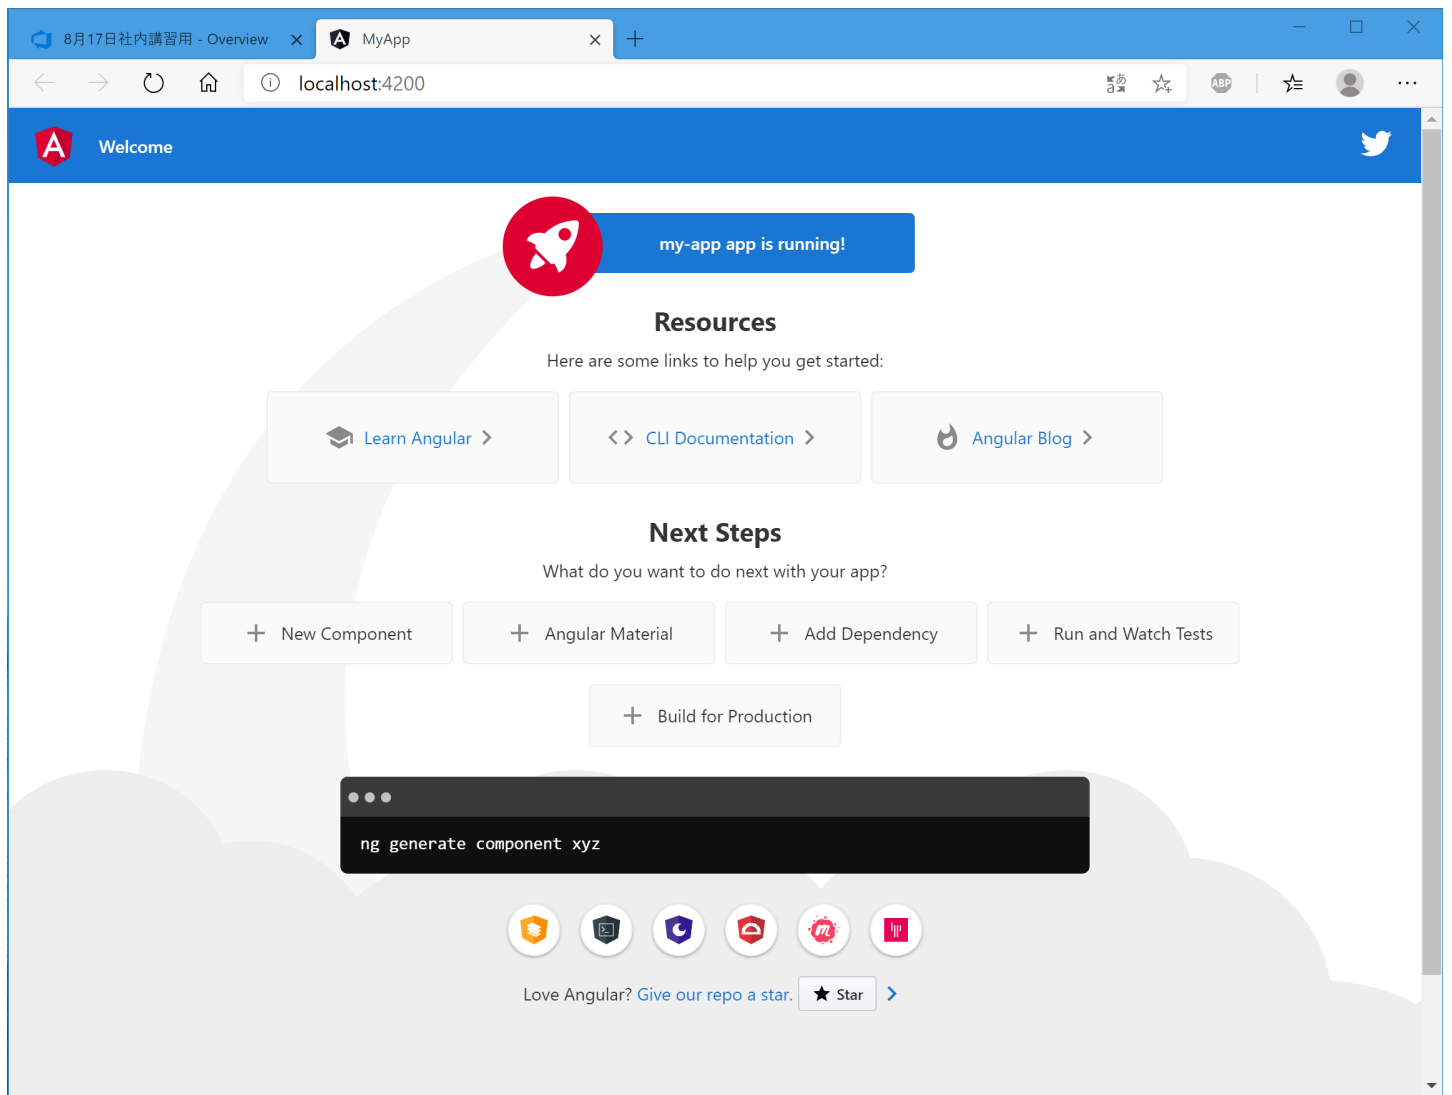 8月17日社内講習用 - Overview
MyApp
localhost:4200
あ
a
ABP
Welcome
my-app app is running!
Resources
Here are some links to help you get started:
Learn Angular
CLI Documentation
Angular Blog
Next Steps
What do you want to do next with your app?
New Component
Angular Material
Add Dependency
Run and Watch Tests
Build for Production
ng generate component xyz
Love Angular? Give our repo a star. Star